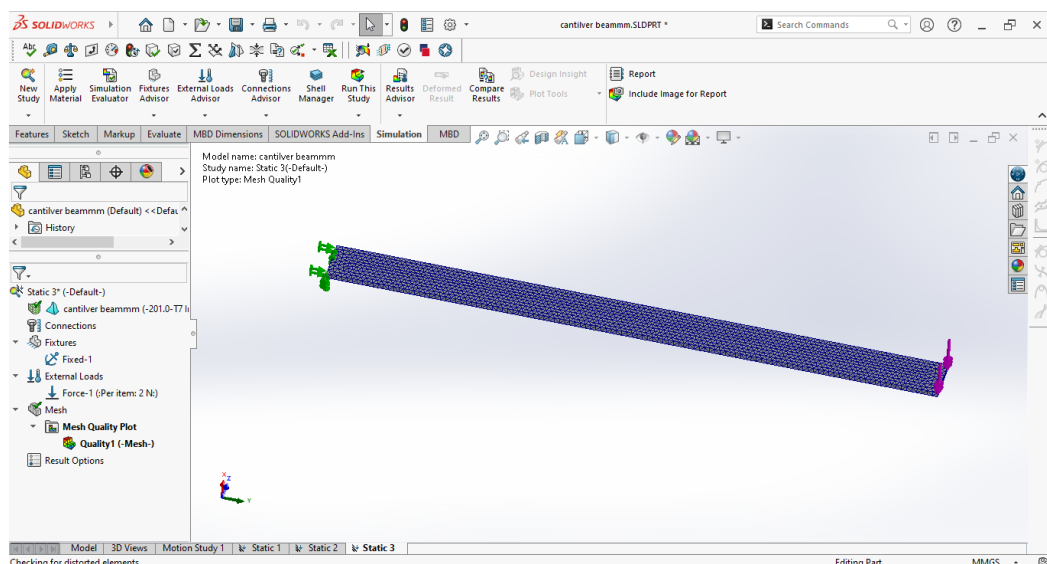 SOLIDWORKS
cantilver beammm.SLDPRT *
Search Commands
New Study
Apply Material
Simulation Evaluator
Fixtures Advisor
External Loads Advisor
Connections Advisor
Shell Manager
Run This Study
Results Advisor
Deformed Result
Compare Results
Design Insight
Plot Tools
Report
Include Image for Report
Features Sketch Markup Evaluate MBD Dimensions SOLIDWORKS Add-Ins Simulation MBD
Model name: cantilver beammm
Study name: Static 3(-Default-)
Plot type: Mesh Quality1
cantilver beammm (Default) <<Defau
History
Static 3* (-Default-)
cantilver beammm (-201.0-T7 I
Connections
Fixtures
Fixed-1
External Loads
Force-1 (:Per item: 2 N:)
Mesh
Mesh Quality Plot
Quality1 (-Mesh-)
Result Options
X
Z
Y
Model 3D Views Motion Study 1 Static 1 Static 2 Static 3
Checking for distorted elements
Editing Part MMGS